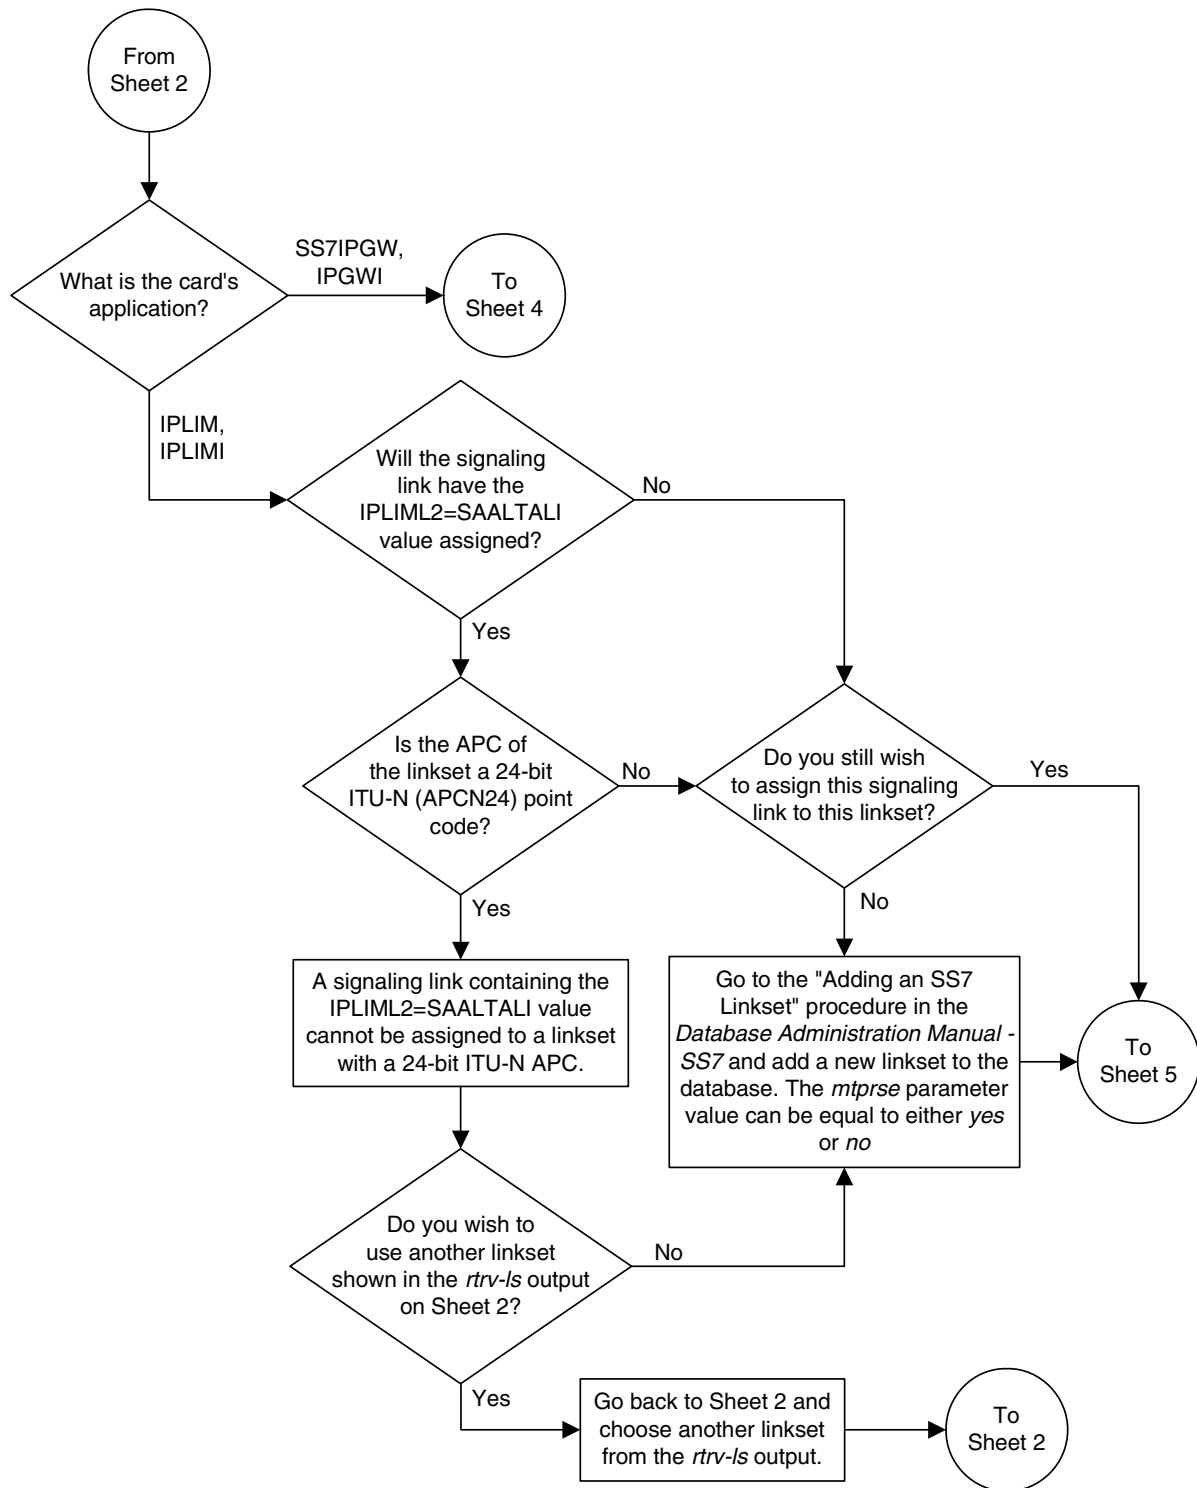 From
Sheet 2
What is the card's
application?
SS7IPGW,
IPGWI
To
Sheet 4
IPLIM,
IPLIMI
Will the signaling
link have the
IPLIML2=SAALTALI
value assigned?
No
Yes
Is the APC of
the linkset a 24-bit
ITU-N (APCN24) point
code?
No
Do you still wish
to assign this signaling
link to this linkset?
Yes
Yes
No
A signaling link containing the
IPLIML2=SAALTALI value
cannot be assigned to a linkset
with a 24-bit ITU-N APC.
Go to the "Adding an SS7
Linkset" procedure in the
Database Administration Manual -
SS7 and add a new linkset to the
database. The mtprse parameter
value can be equal to either yes
or no
To
Sheet 5
Do you wish to
use another linkset
shown in the rtrv-ls output
on Sheet 2?
No
Yes
Go back to Sheet 2 and
choose another linkset
from the rtrv-ls output.
To
Sheet 2